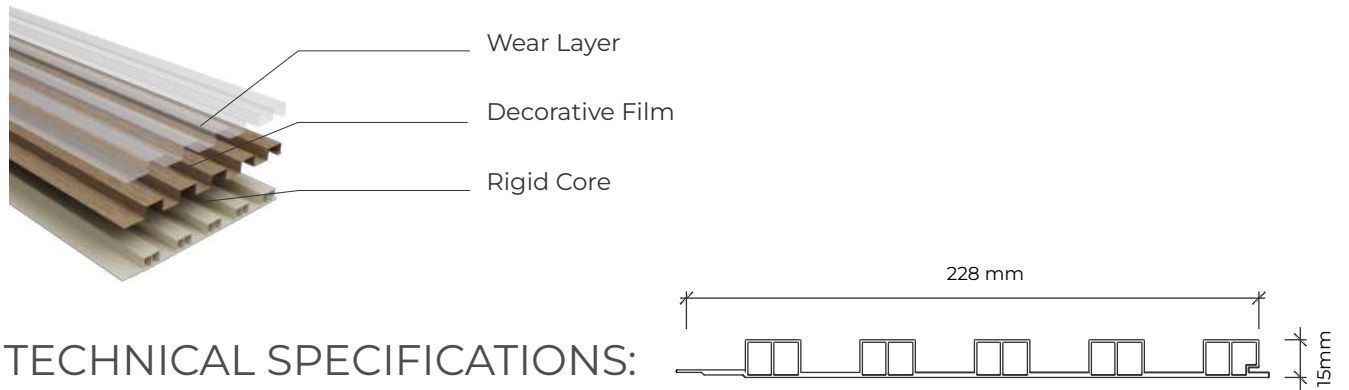 Wear Layer
Decorative Film
Rigid Core
228 mm
TECHNICAL SPECIFICATIONS:
15mm